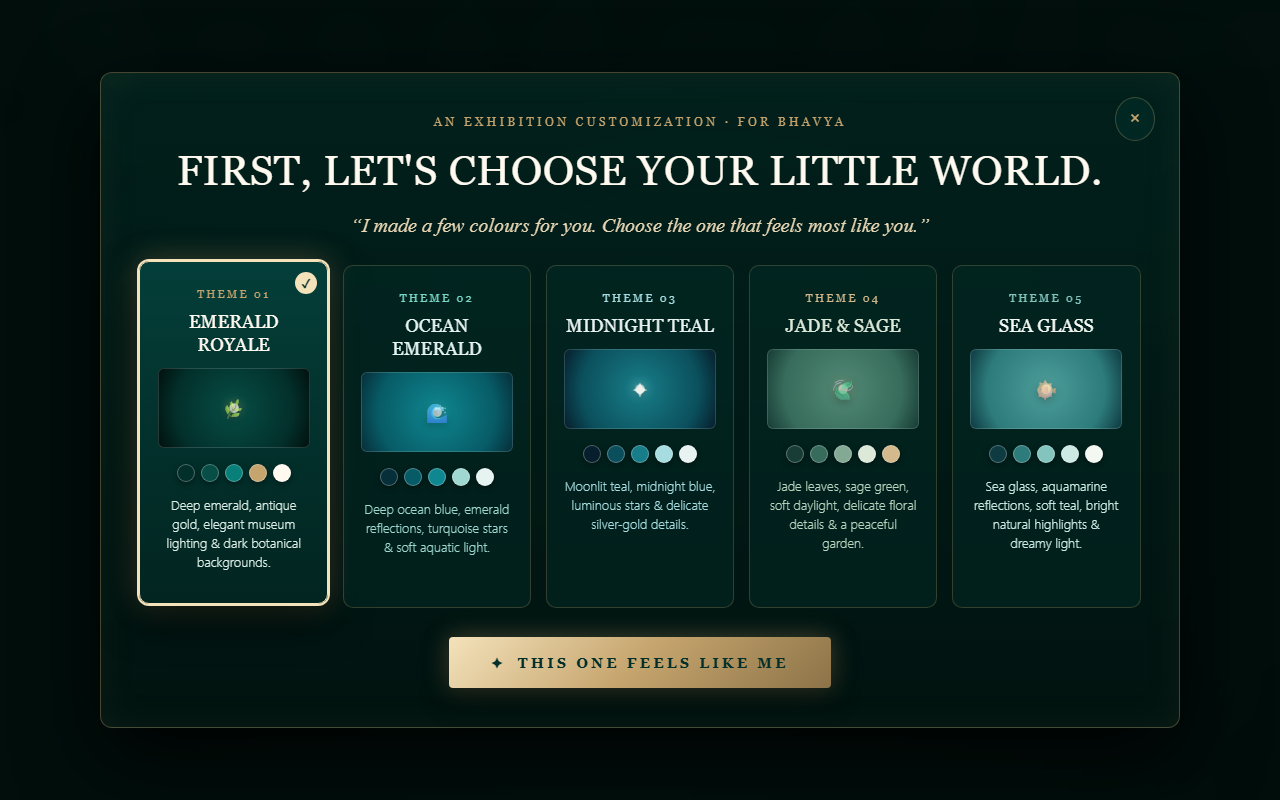 AN EXHIBITION CUSTOMIZATION · FOR BHAVYA
×
FIRST, LET'S CHOOSE YOUR LITTLE WORLD.
“I made a few colours for you. Choose the one that feels most like you.”
✓
THEME 01
EMERALD
ROYALE
Deep emerald, antique
gold, elegant museum
lighting & dark botanical
backgrounds.
THEME 02
OCEAN
EMERALD
Deep ocean blue, emerald
reflections, turquoise stars
& soft aquatic light.
THEME 03
MIDNIGHT TEAL
Moonlit teal, midnight blue,
luminous stars & delicate
silver-gold details.
THEME 04
JADE & SAGE
Jade leaves, sage green,
soft daylight, delicate floral
details & a peaceful
garden.
THEME 05
SEA GLASS
Sea glass, aquamarine
reflections, soft teal, bright
natural highlights &
dreamy light.
✦ THIS ONE FEELS LIKE ME